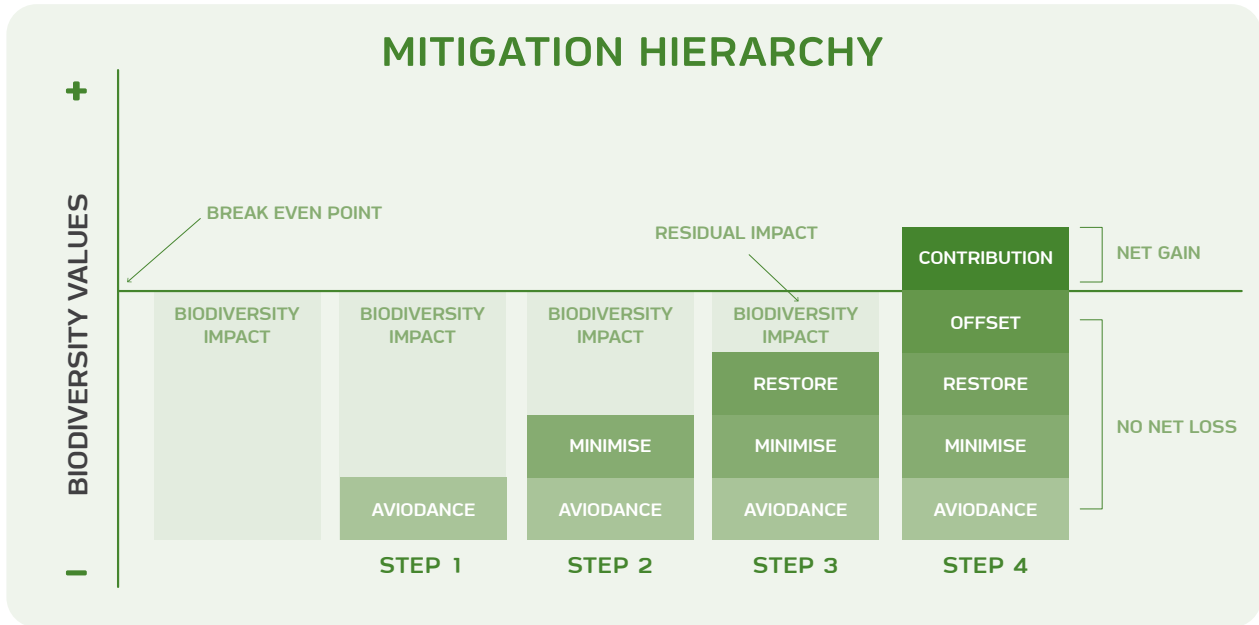 MITIGATION HIERARCHY
+
BIODIVERSITY VALUES
BREAK EVEN POINT
RESIDUAL IMPACT
CONTRIBUTION
NET GAIN
BIODIVERSITY
IMPACT
BIODIVERSITY
IMPACT
BIODIVERSITY
IMPACT
BIODIVERSITY
IMPACT
OFFSET
RESTORE
RESTORE
NO NET LOSS
MINIMISE
MINIMISE
MINIMISE
AVIODANCE
AVIODANCE
AVIODANCE
AVIODANCE
–
STEP 1
STEP 2
STEP 3
STEP 4